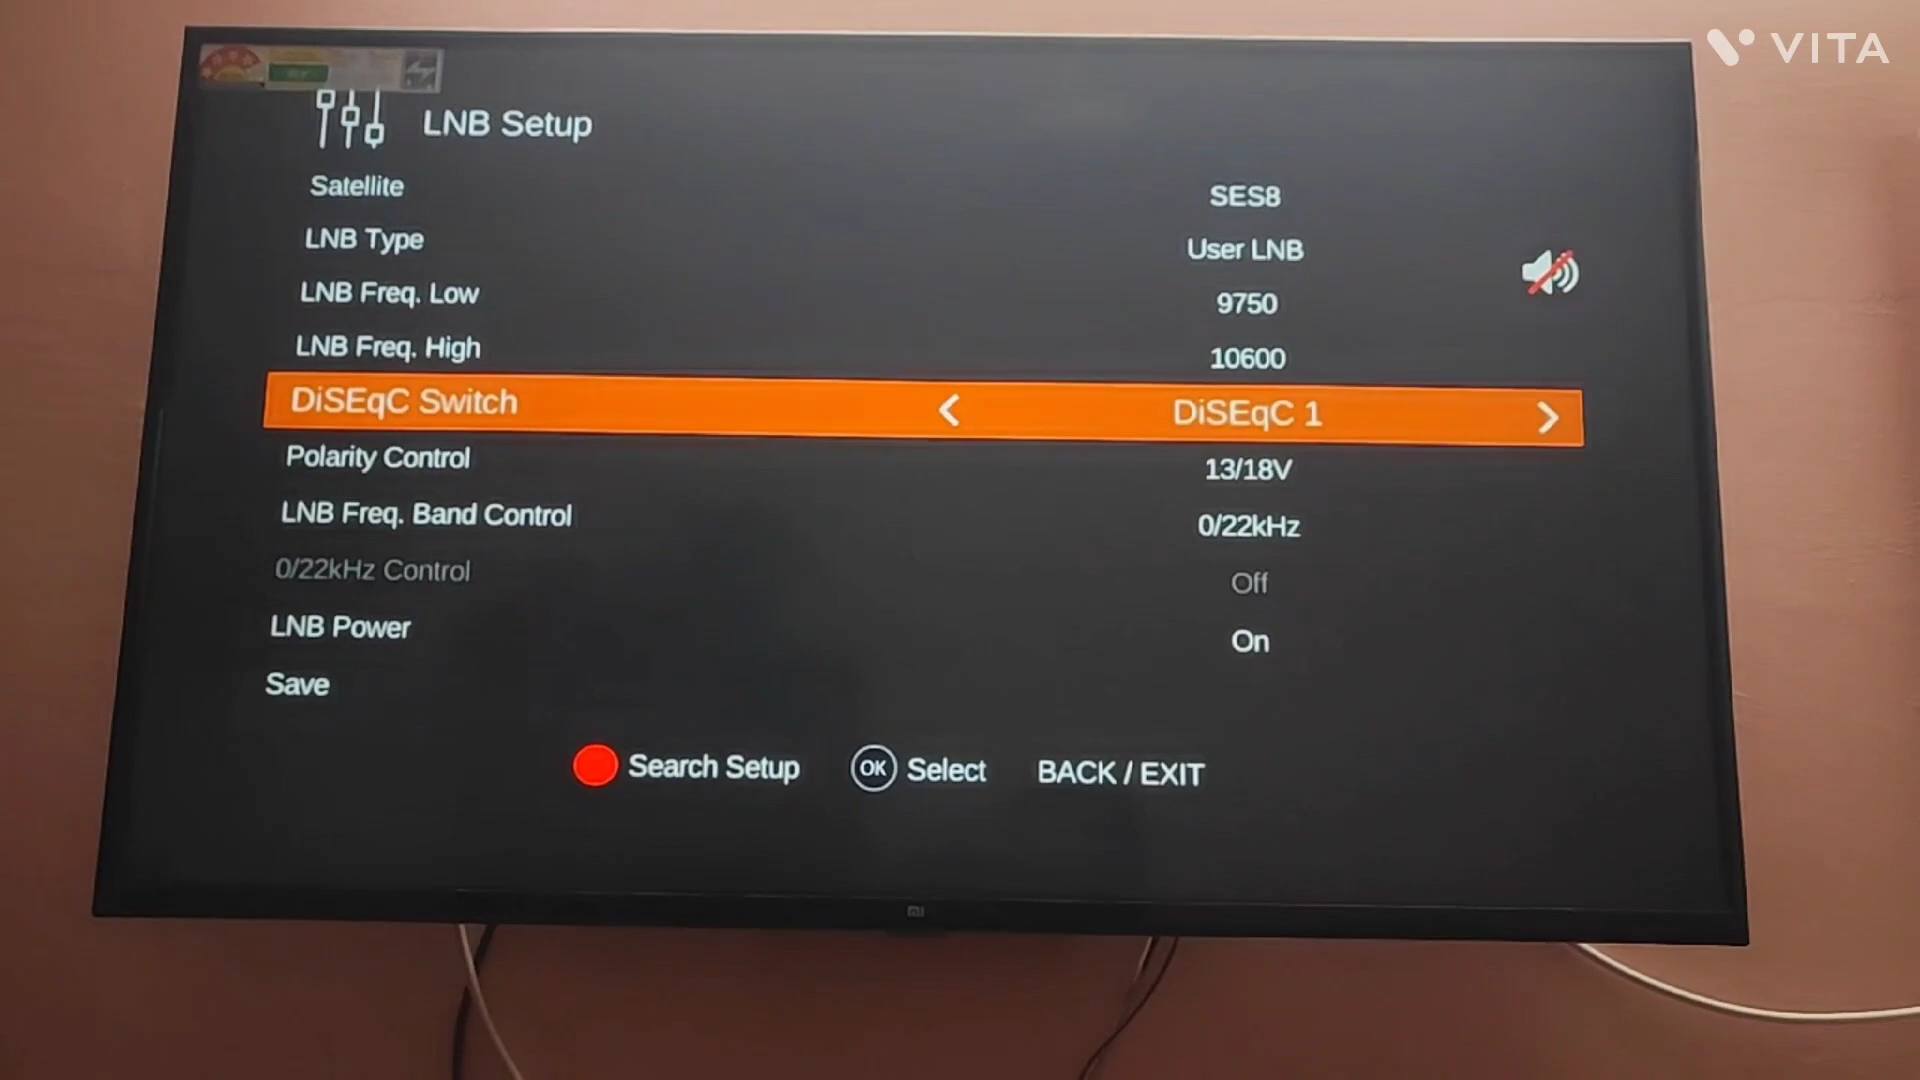 VITA
LNB Setup
Satellite SES8
LNB Type User LNB
LNB Freq. Low 9750
LNB Freq. High 10600
DiSEqC Switch DiSEqC 1
Polarity Control 13/18V
LNB Freq. Band Control 0/22kHz
0/22kHz Control Off
LNB Power On
Save
Search Setup OK Select BACK / EXIT
mi